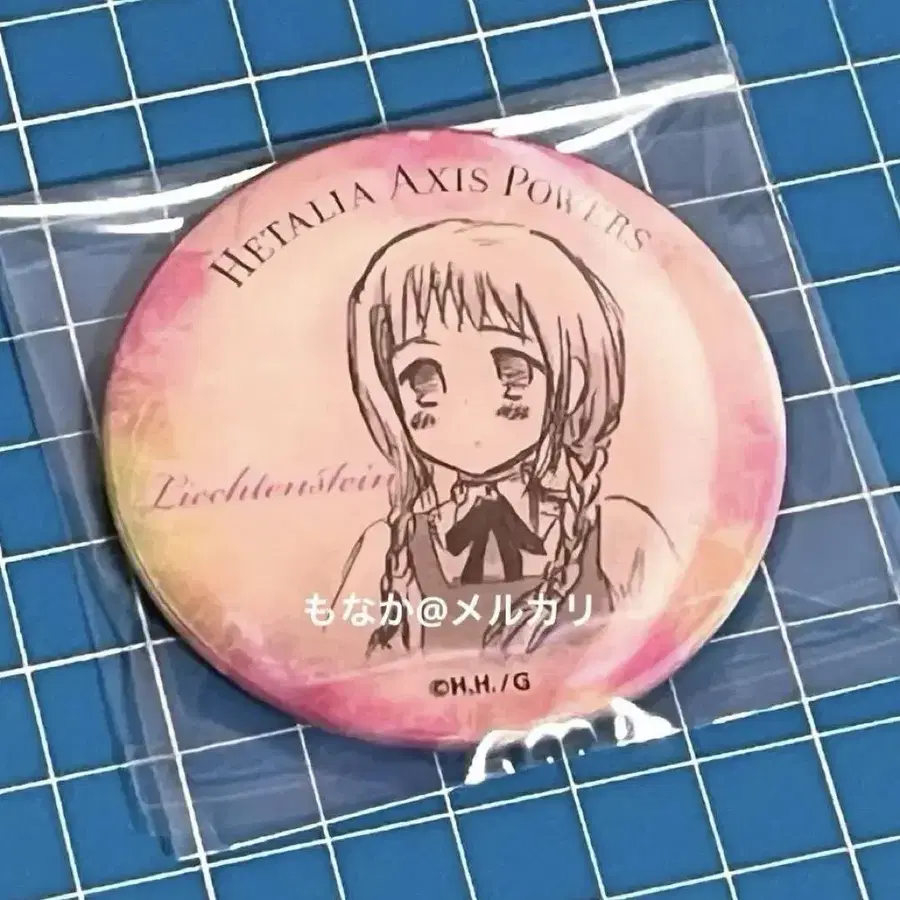 HETALIA AXIS POWERS
Liechtenstein
もなか@メルカリ
©H.H./G